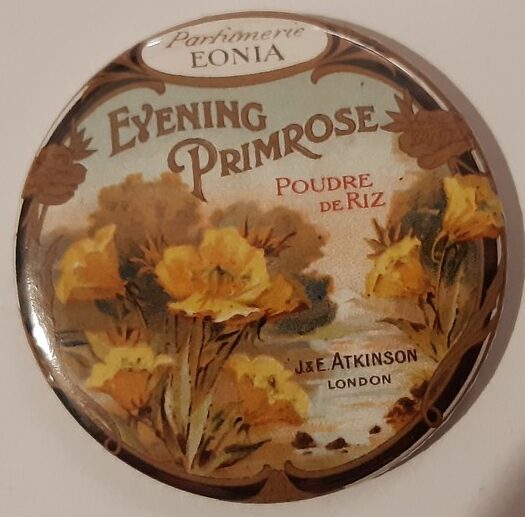 Parfumerie
EONIA
EVENING
PRIMROSE
POUDRE
DE RIZ
J & E. ATKINSON
LONDON